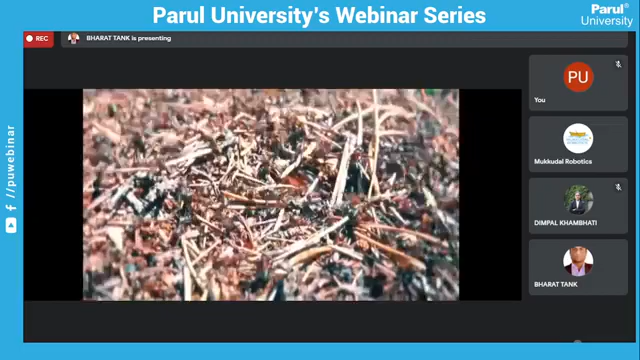 Parul University's Webinar Series
Parul®
University
REC
BHARAT TANK is presenting
PU
You
Mukkudal Robotics
DIMPAL KHAMBHATI
BHARAT TANK
//puwebinar